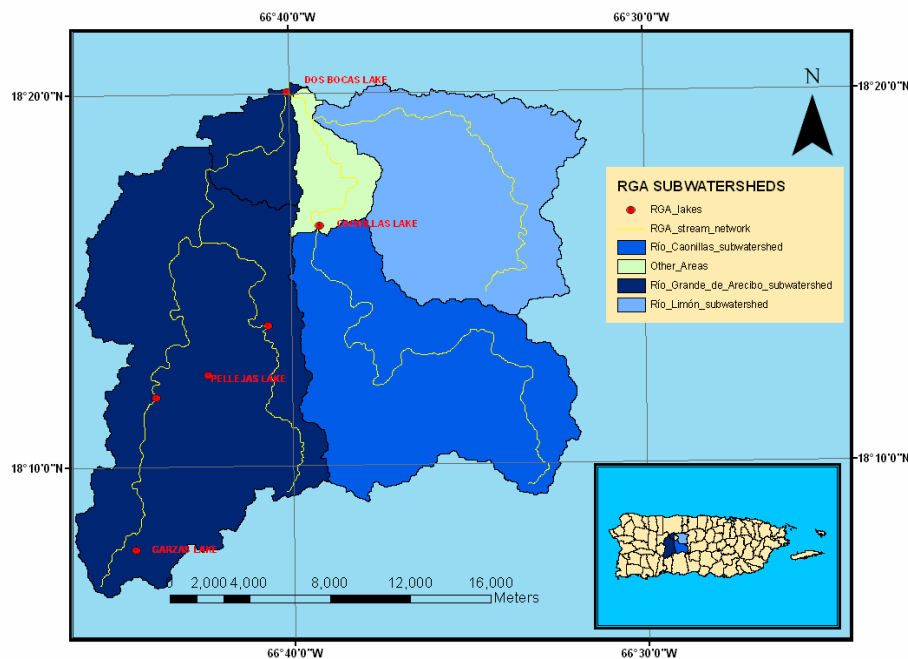 66°40'0"W
66°30'0"W
DOS BOCAS LAKE
18°20'0"N
18°20'0"N
N
RGA SUBWATERSHEDS
RGA_lakes
RGA_stream_network
Río_Caonillas_subwatershed
Other_Areas
Río_Grande_de_Arecibo_subwatershed
Río_Limón_subwatershed
CAONILLAS LAKE
PELLEJAS LAKE
18°10'0"N
18°10'0"N
GARZAS LAKE
0 2,000 4,000 8,000 12,000 16,000
Meters
66°40'0"W
66°30'0"W